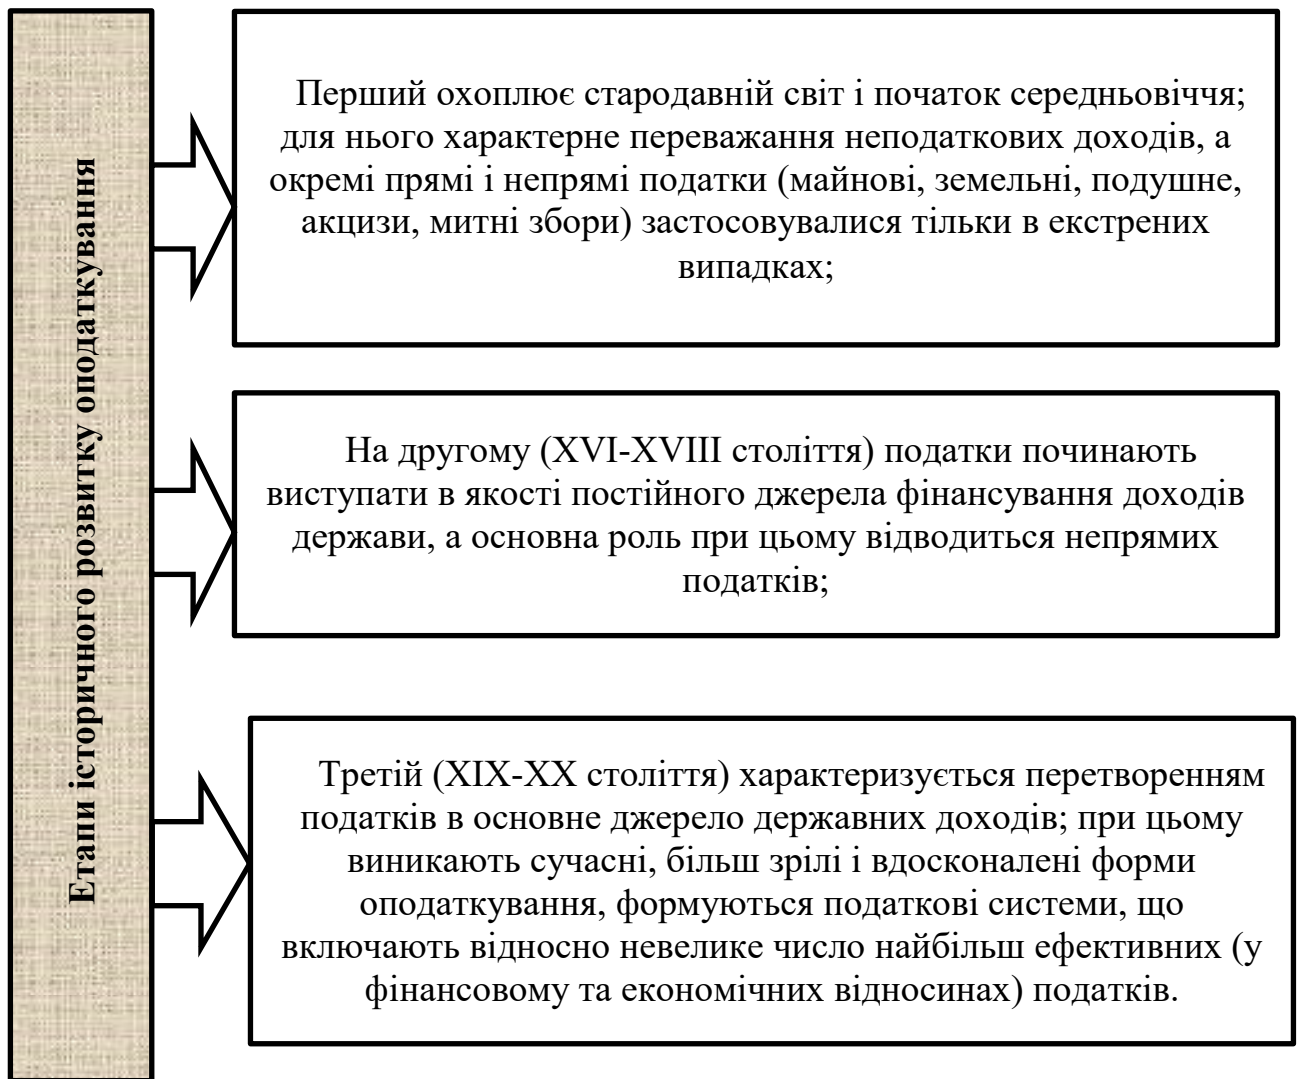 Етапи історичного розвитку оподаткування
Перший охоплює стародавній світ і початок середньовіччя;
для нього характерне переважання неподаткових доходів, а
окремі прямі і непрямі податки (майнові, земельні, подушне,
акцизи, митні збори) застосовувалися тільки в екстрених
випадках;
На другому (XVI-XVIII століття) податки починають
виступати в якості постійного джерела фінансування доходів
держави, а основна роль при цьому відводиться непрямих
податків;
Третій (XIX-XX століття) характеризується перетворенням
податків в основне джерело державних доходів; при цьому
виникають сучасні, більш зрілі і вдосконалені форми
оподаткування, формуються податкові системи, що
включають відносно невелике число найбільш ефективних (у
фінансовому та економічних відносинах) податків.